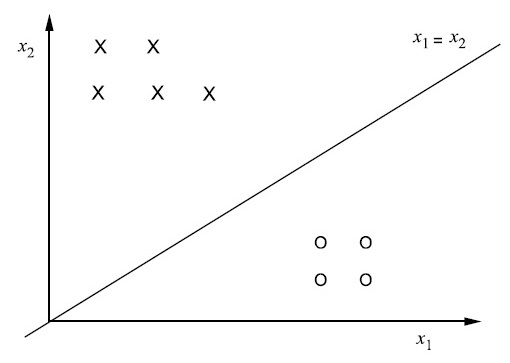 x₂
X X
x₁ = x₂
X X X
O O
O O
x₁